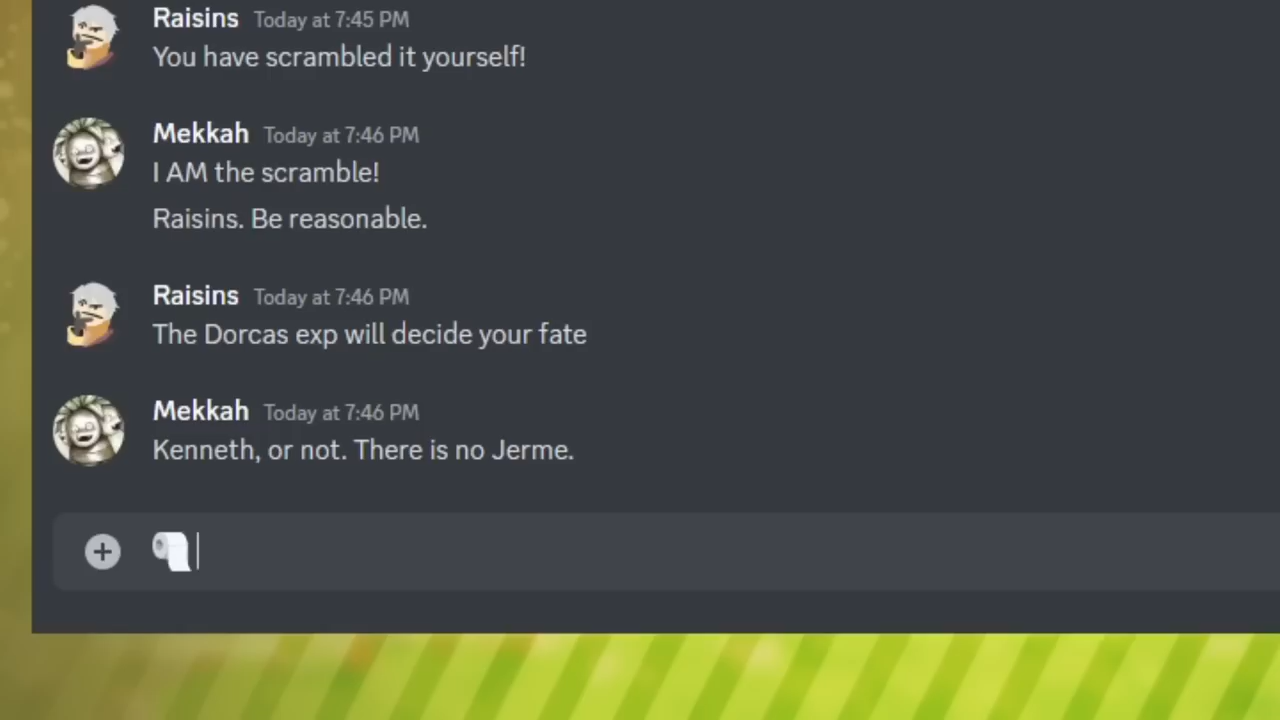 Raisins Today at 7:45 PM
You have scrambled it yourself!
Mekkah Today at 7:46 PM
I AM the scramble!
Raisins. Be reasonable.
Raisins Today at 7:46 PM
The Dorcas exp will decide your fate
Mekkah Today at 7:46 PM
Kenneth, or not. There is no Jerme.
🧻